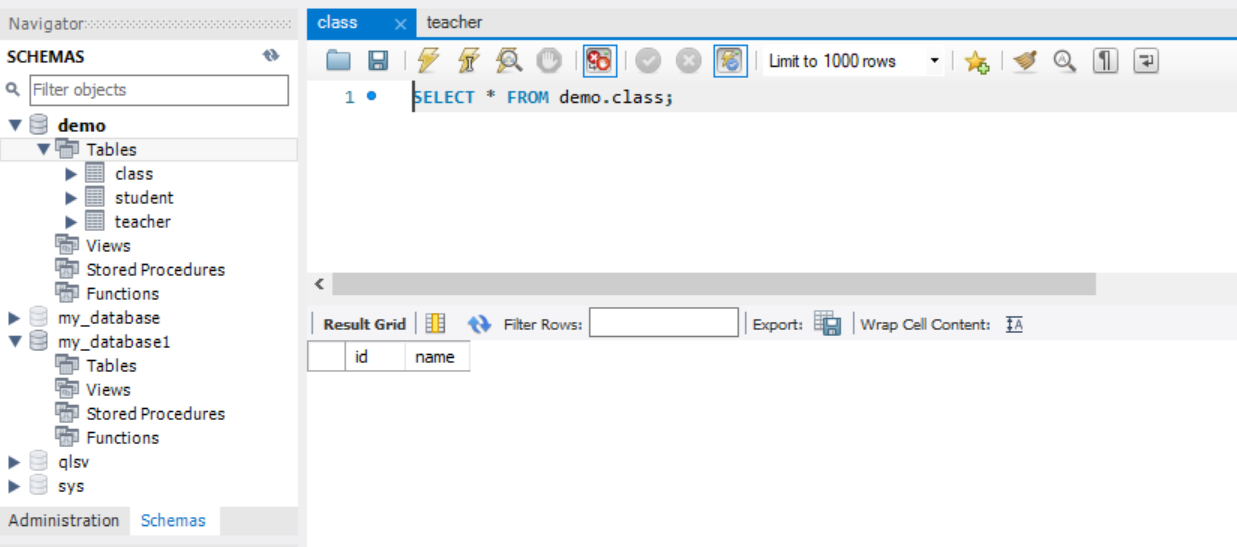 Navigator
SCHEMAS
Filter objects
demo
Tables
class
student
teacher
Views
Stored Procedures
Functions
my_database
my_database1
Tables
Views
Stored Procedures
Functions
qlsv
sys
Administration Schemas
class teacher
Limit to 1000 rows
1 SELECT * FROM demo.class;
Result Grid Filter Rows: Export: Wrap Cell Content:
id name